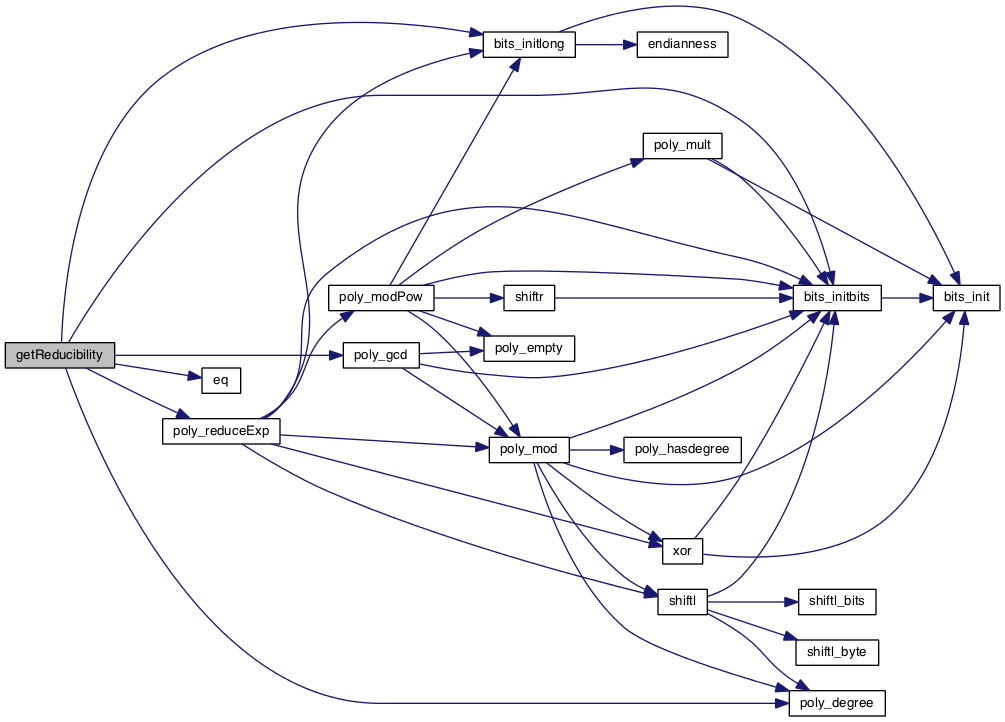 bits_initlong
endianness
poly_mult
poly_modPow
shiftr
bits_initbits
bits_init
getReducibility
poly_gcd
poly_empty
eq
poly_reduceExp
poly_mod
poly_hasdegree
xor
shiftl
shiftl_bits
shiftl_byte
poly_degree